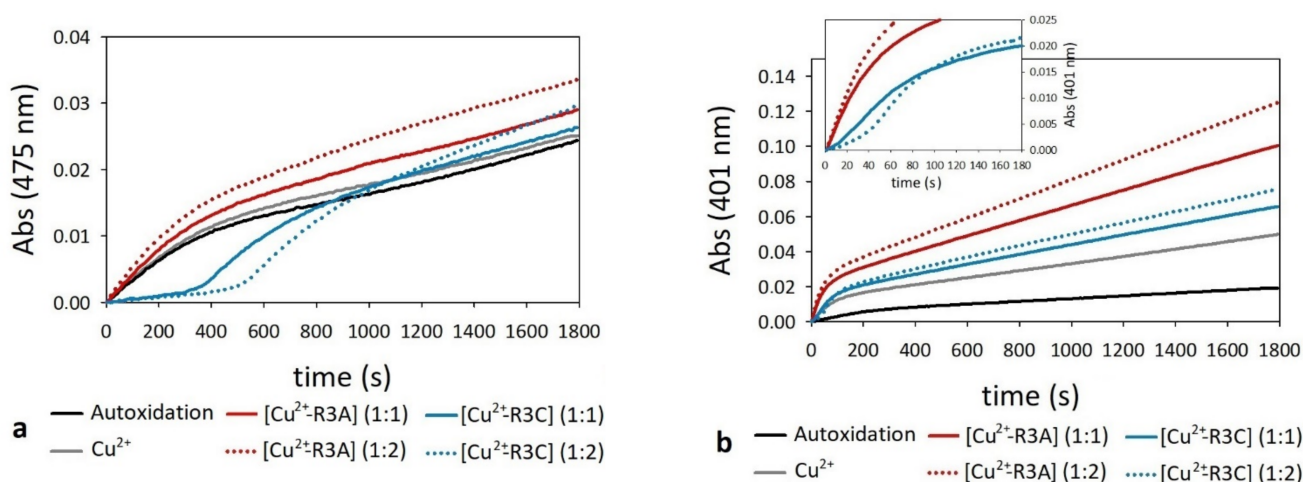 0.04
0.03
0.02
0.01
0.00
Abs (475 nm)
0 200 400 600 800 1000 1200 1400 1600 1800
time (s)
Autoxidation [Cu²⁺-R3A] (1:1) [Cu²⁺-R3C] (1:1)
Cu²⁺ [Cu²⁺-R3A] (1:2) [Cu²⁺-R3C] (1:2)
a
0.025
0.020
0.015
0.010
0.005
0.000
Abs (401 nm)
0 20 40 60 80 100 120 140 160 180
time (s)
0.14
0.12
0.10
0.08
0.06
0.04
0.02
0.00
Abs (401 nm)
0 200 400 600 800 1000 1200 1400 1600 1800
time (s)
Autoxidation [Cu²⁺-R3A] (1:1) [Cu²⁺-R3C] (1:1)
Cu²⁺ [Cu²⁺-R3A] (1:2) [Cu²⁺-R3C] (1:2)
b